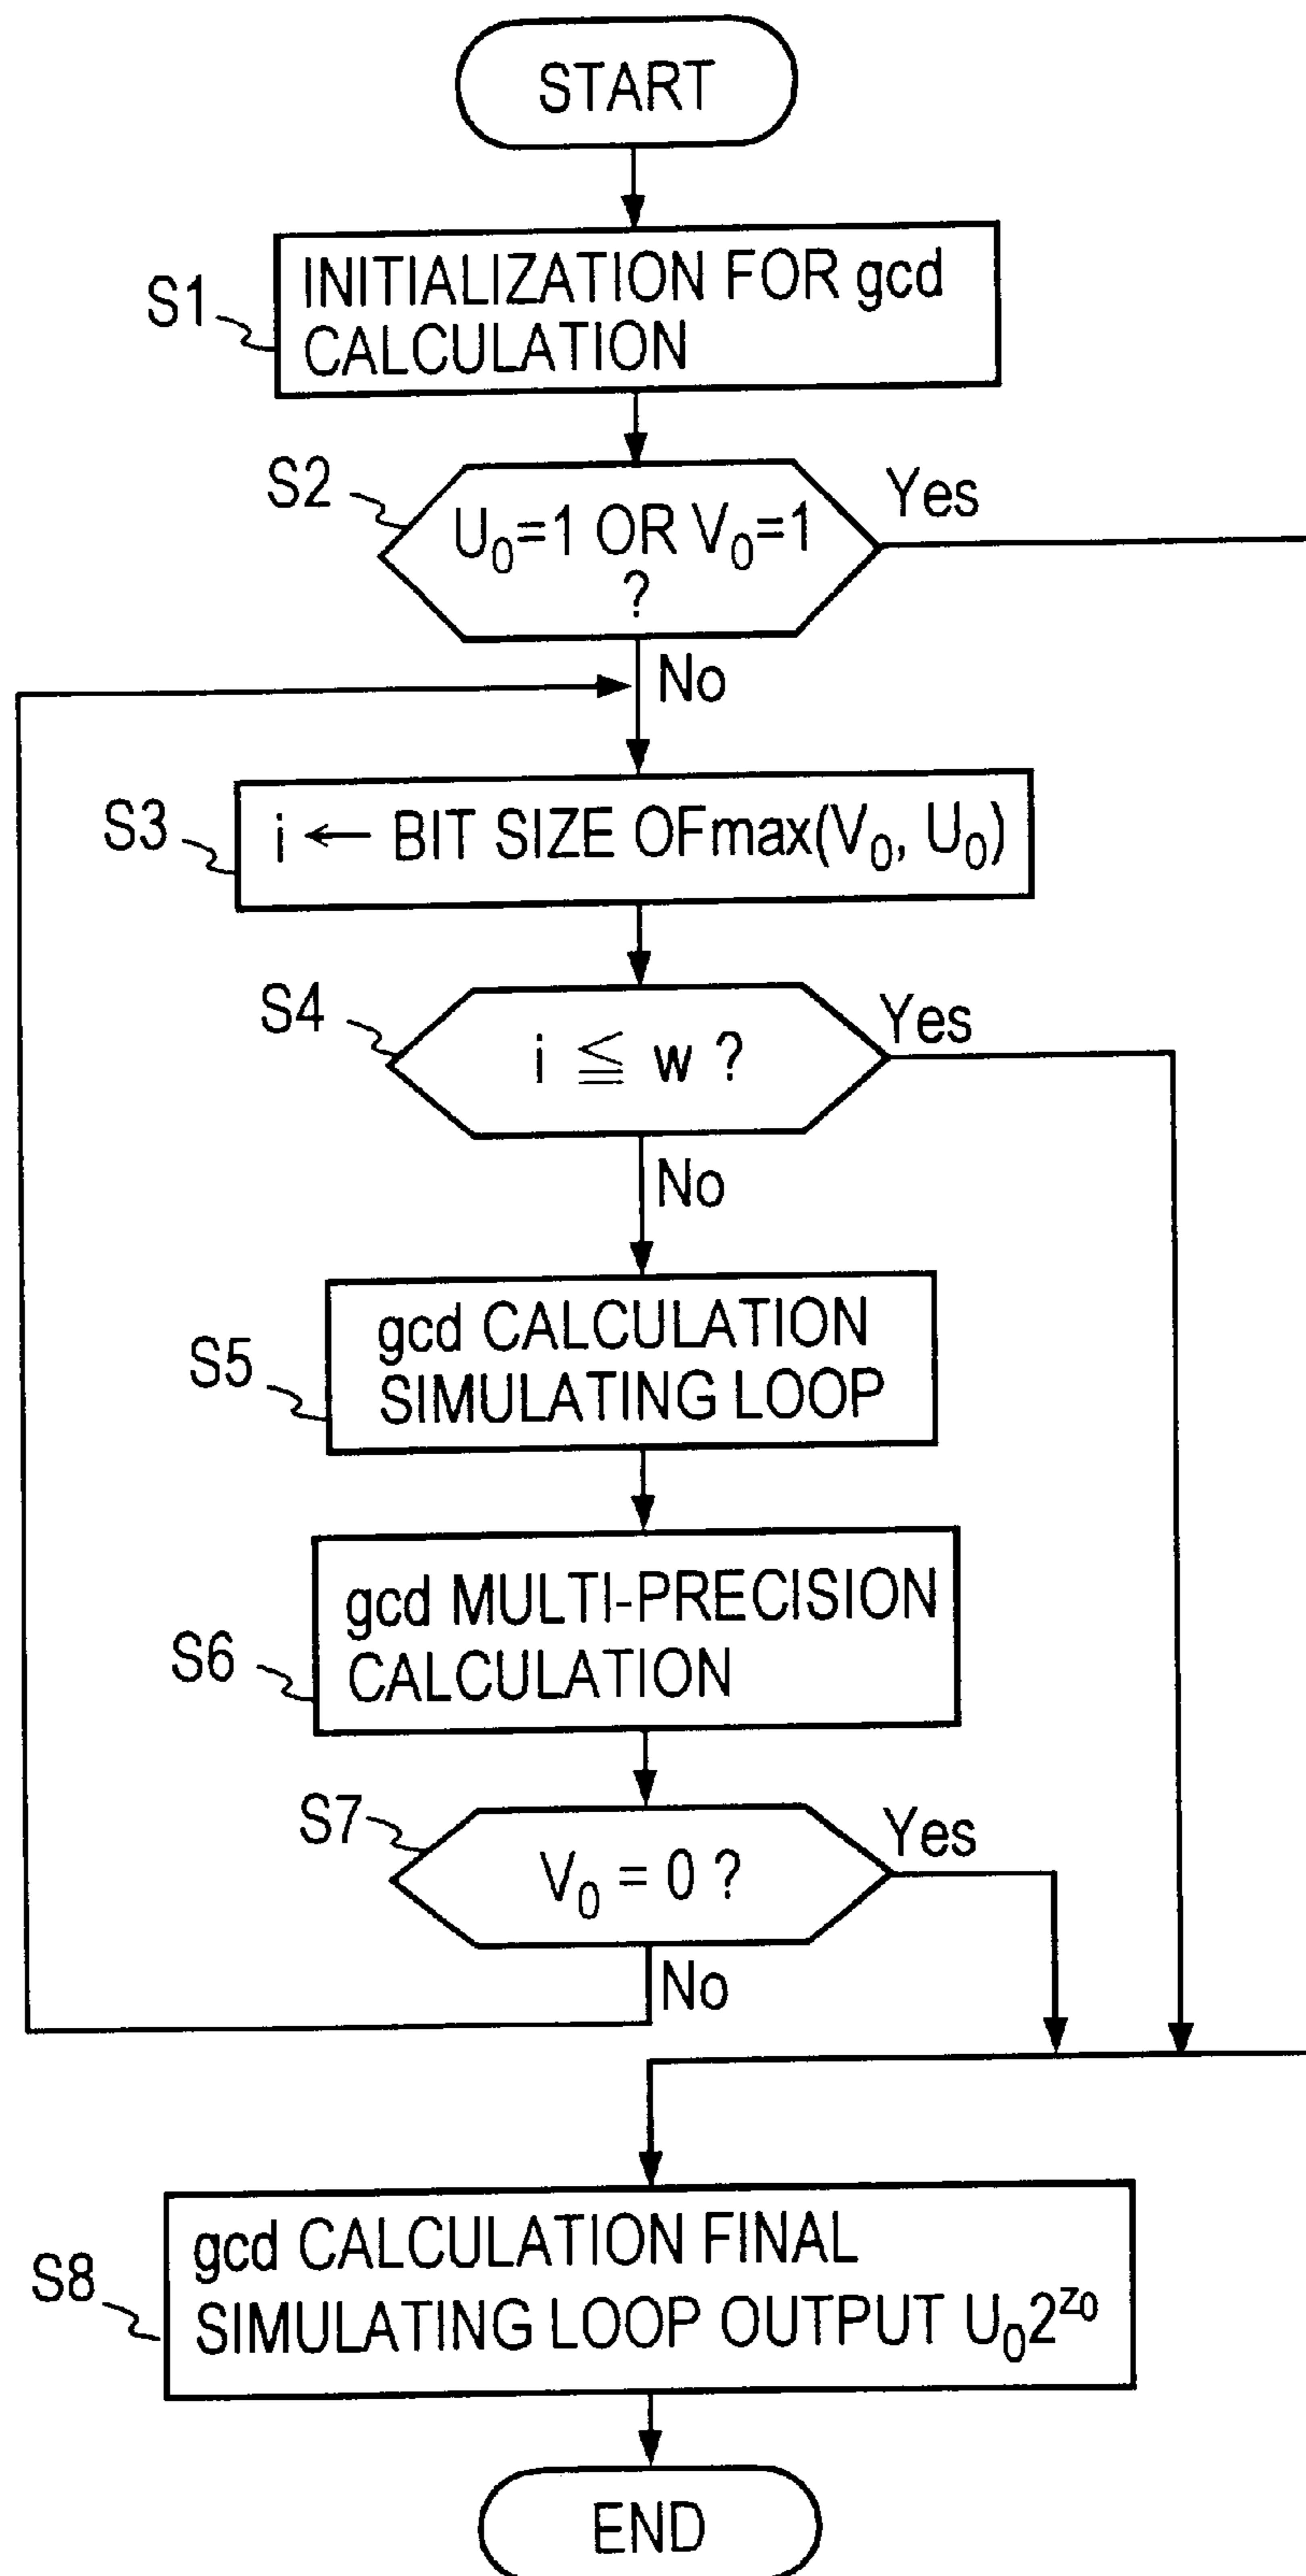 START
S1
INITIALIZATION FOR gcd
CALCULATION
S2
U₀=1 OR V₀=1
?
Yes
No
S3
i ← BIT SIZE OFmax(V₀, U₀)
S4
i ≦ w ?
Yes
No
S5
gcd CALCULATION
SIMULATING LOOP
S6
gcd MULTI-PRECISION
CALCULATION
S7
V₀ = 0 ?
Yes
No
S8
gcd CALCULATION FINAL
SIMULATING LOOP OUTPUT U₀2^z₀
END